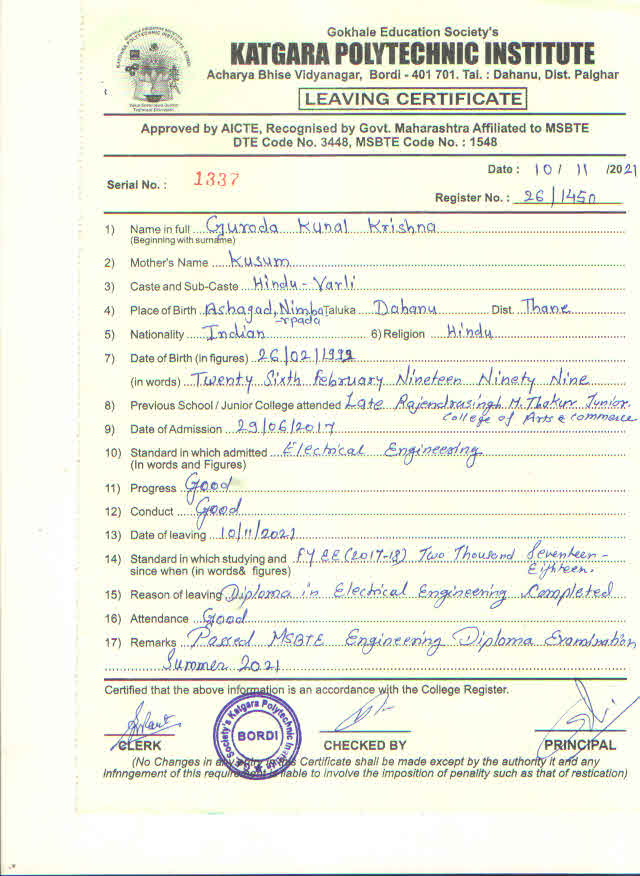 Gokhale Education Society's
KATGARA POLYTECHNIC INSTITUTE
Acharya Bhise Vidyanagar, Bordi - 401 701. Tal. : Dahanu, Dist. Palghar
LEAVING CERTIFICATE
Approved by AICTE, Recognised by Govt. Maharashtra Affiliated to MSBTE
DTE Code No. 3448, MSBTE Code No. : 1548
Date : 10 / 11 /2021
Serial No. : 1337
Register No. : 26/1450
1) Name in full Guroda Kunal Krishna
(Beginning with surname)
2) Mother's Name Kusum
3) Caste and Sub-Caste Hindu - Varli
4) Place of Birth Ashagad, Nimba Taluka Dahanu Dist. Thane
-rpada
5) Nationality Indian 6) Religion Hindu
7) Date of Birth (in figures) 26/02/1999
(in words) Twenty Sixth February Nineteen Ninety Nine
8) Previous School / Junior College attended Late Rajendrasingh H. Thakur Junior
College of Arts & commerce
9) Date of Admission 29/06/2017
10) Standard in which admitted Electrical Engineering
(In words and Figures)
11) Progress Good
12) Conduct Good
13) Date of leaving 10/11/2021
14) Standard in which studying and FYEE (2017-18) Two Thousand Seventeen -
since when (in words& figures) Eighteen.
15) Reason of leaving Diploma in Electrical Engineering Completed
16) Attendance Good
17) Remarks Passed MSBTE Engineering Diploma Examination
Summer 2021
Certified that the above information is an accordance with the College Register.
Society's Katgara Polytechnic
BORDI
CLERK CHECKED BY PRINCIPAL
(No Changes in any entry in this Certificate shall be made except by the authority it and any
Infnngement of this requirement is liable to involve the imposition of penality such as that of restication)